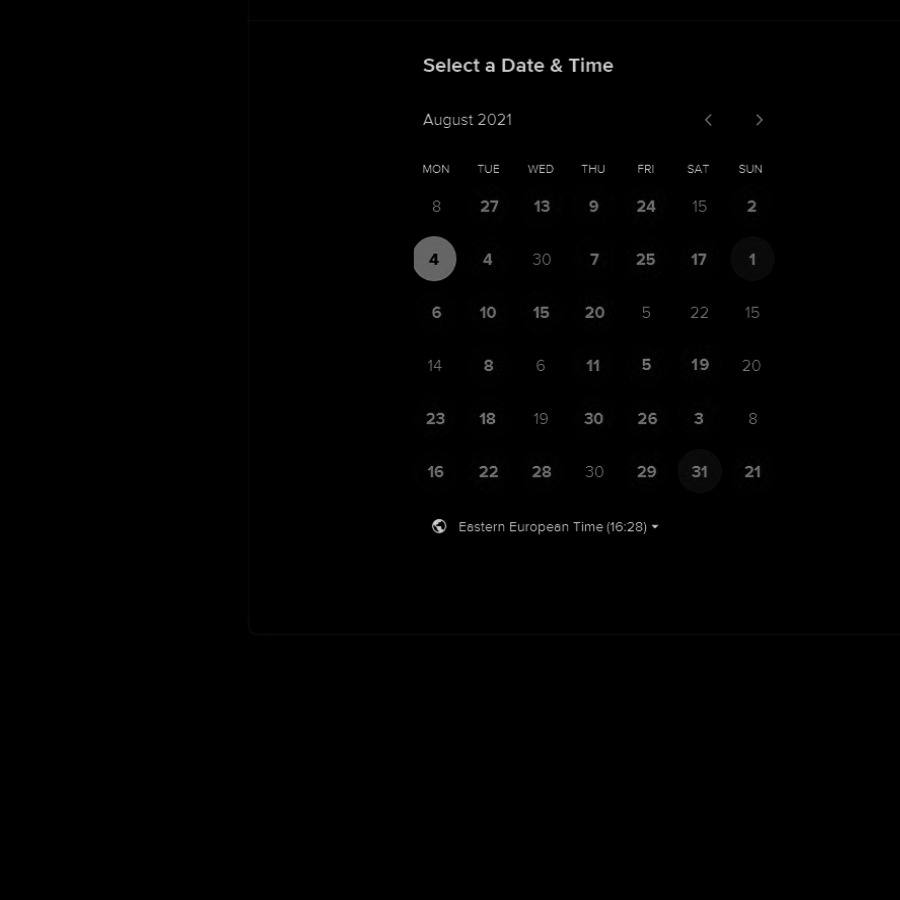 Select a Date & Time
August 2021
MON TUE WED THU FRI SAT SUN
8 27 13 9 24 15 2
4 4 30 7 25 17 1
6 10 15 20 5 22 15
14 8 6 11 5 19 20
23 18 19 30 26 3 8
16 22 28 30 29 31 21
Eastern European Time (16:28)